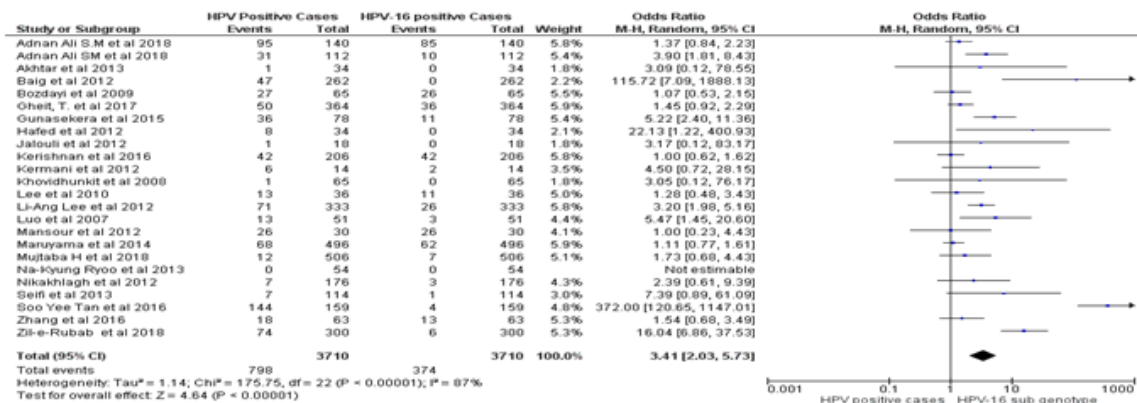 HPV Positive Cases HPV-16 positive Cases Odds Ratio Odds Ratio
Study or Subgroup Events Total Events Total Weight M-H, Random, 95% CI M-H, Random, 95% CI
Adnan Ali S.M et al 2018 95 140 85 140 5.8% 1.37 [0.84, 2.23]
Adnan Ali SM et al 2018 31 112 10 112 5.4% 3.90 [1.81, 8.43]
Akhtar et al 2013 1 34 0 34 1.8% 3.09 [0.12, 78.55]
Baig et al 2012 47 262 0 262 2.2% 115.72 [7.09, 1888.13]
Bozdayi et al 2009 27 65 26 65 5.5% 1.07 [0.53, 2.15]
Gheit, T. et al 2017 50 364 36 364 5.8% 1.45 [0.92, 2.29]
Gunasekera et al 2015 36 78 11 78 5.4% 5.22 [2.40, 11.36]
Hafed et al 2012 8 34 0 34 2.1% 22.13 [1.22, 400.93]
Jalouli et al 2012 1 18 0 18 1.7% 3.17 [0.12, 83.17]
Kerishnan et al 2016 42 206 42 206 5.8% 1.00 [0.62, 1.62]
Kermani et al 2012 6 14 2 14 3.5% 4.50 [0.72, 28.15]
Khovidhunkit et al 2008 1 65 0 65 1.8% 3.05 [0.12, 76.17]
Lee et al 2010 13 36 11 36 5.1% 1.28 [0.48, 3.43]
Li-Ang Lee et al 2012 71 333 26 333 5.8% 3.20 [1.98, 5.16]
Luo et al 2007 13 51 3 51 4.4% 5.47 [1.45, 20.60]
Mansour et al 2012 26 30 26 30 4.2% 1.00 [0.23, 4.43]
Maruyama et al 2014 68 496 62 496 5.9% 1.11 [0.77, 1.61]
Mujtaba H et al 2018 12 506 7 506 5.1% 1.73 [0.68, 4.43]
Na-Kyung Ryoo et al 2013 0 54 0 54 Not estimable
Nikakhlagh et al 2012 7 176 3 176 4.3% 2.39 [0.61, 9.39]
Seifi et al 2013 7 114 1 114 3.0% 7.39 [0.89, 61.09]
Soo Yee Tan et al 2016 144 159 4 159 4.8% 372.00 [120.65, 1147.01]
Zhang et al 2016 18 63 13 63 5.3% 1.54 [0.68, 3.49]
Zil-e-Rubab et al 2018 74 300 6 300 5.3% 16.04 [6.86, 37.53]
Total (95% CI) 3710 3710 100.0% 3.41 [2.03, 5.73]
Total events 798 374
Heterogeneity: Tau² = 1.14; Chi² = 175.75, df = 22 (P < 0.00001); I² = 87%
Test for overall effect: Z = 4.64 (P < 0.00001)
0.001 0.1 1 10 1000
HPV positive cases HPV-16 sub genotype